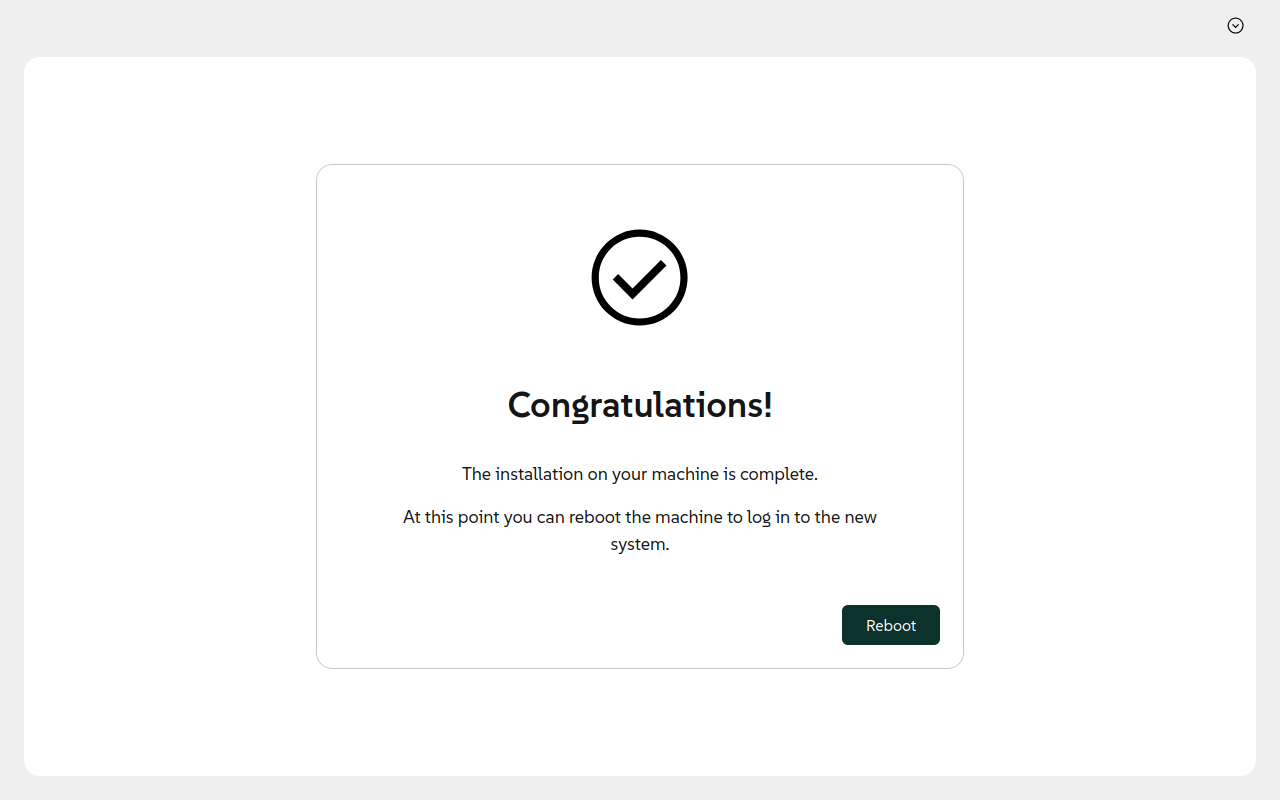 Congratulations!
The installation on your machine is complete.
At this point you can reboot the machine to log in to the new
system.
Reboot